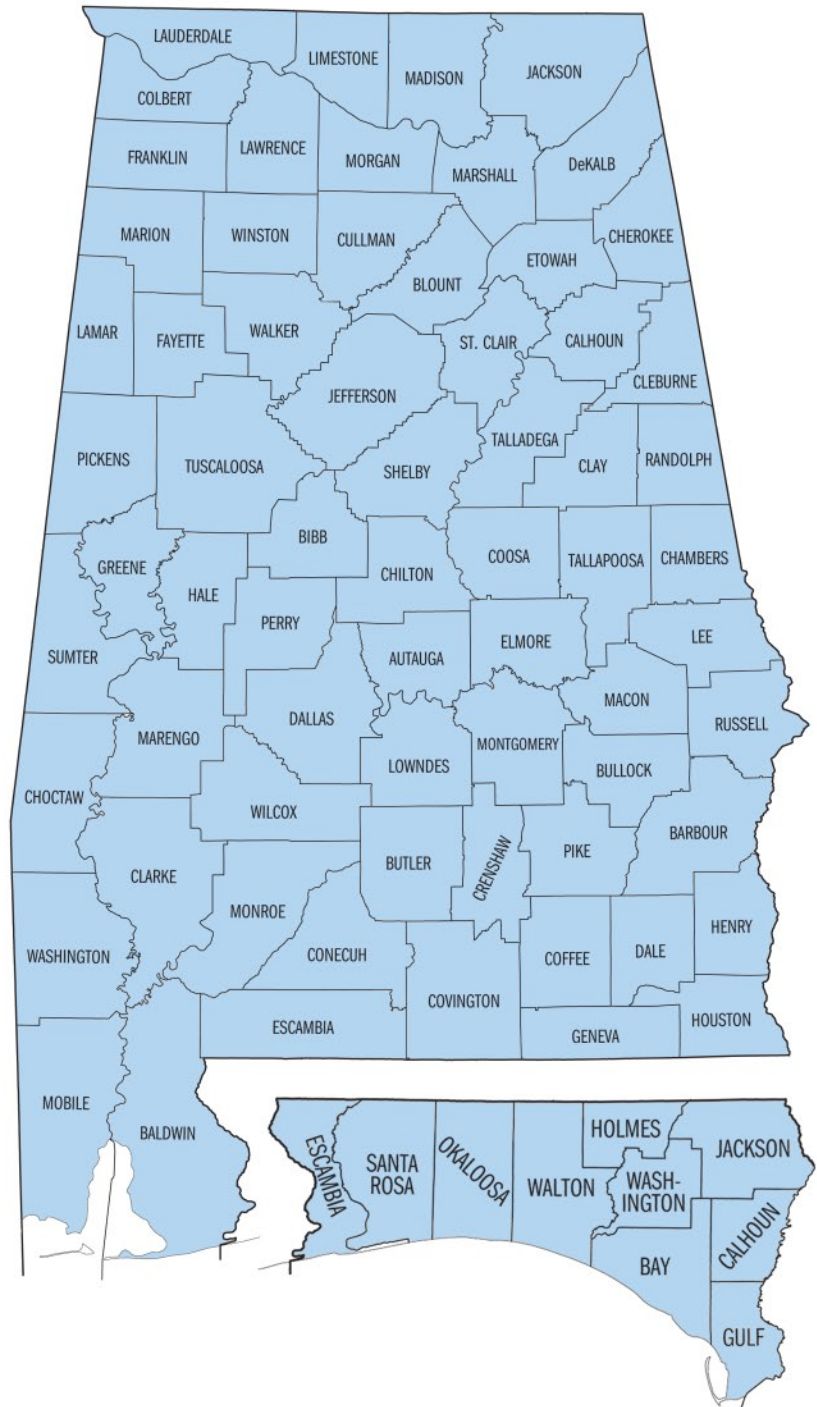 LAUDERDALE
LIMESTONE
MADISON
JACKSON
COLBERT
LAWRENCE
FRANKLIN
MORGAN
MARSHALL
DeKALB
MARION
WINSTON
CULLMAN
CHEROKEE
ETOWAH
BLOUNT
LAMAR
FAYETTE
WALKER
ST. CLAIR
CALHOUN
CLEBURNE
JEFFERSON
PICKENS
TUSCALOOSA
SHELBY
TALLADEGA
CLAY
RANDOLPH
BIBB
GREENE
HALE
CHILTON
COOSA
TALLAPOOSA
CHAMBERS
PERRY
SUMTER
AUTAUGA
ELMORE
LEE
MACON
DALLAS
RUSSELL
MARENGO
LOWNDES
MONTGOMERY
BULLOCK
CHOCTAW
WILCOX
BARBOUR
CLARKE
BUTLER
CRENSHAW
PIKE
MONROE
HENRY
WASHINGTON
CONECUH
COFFEE
DALE
COVINGTON
ESCAMBIA
GENEVA
HOUSTON
MOBILE
BALDWIN
ESCAMBIA
SANTA
ROSA
OKALOOSA
WALTON
HOLMES
WASH-
INGTON
JACKSON
BAY
CALHOUN
GULF